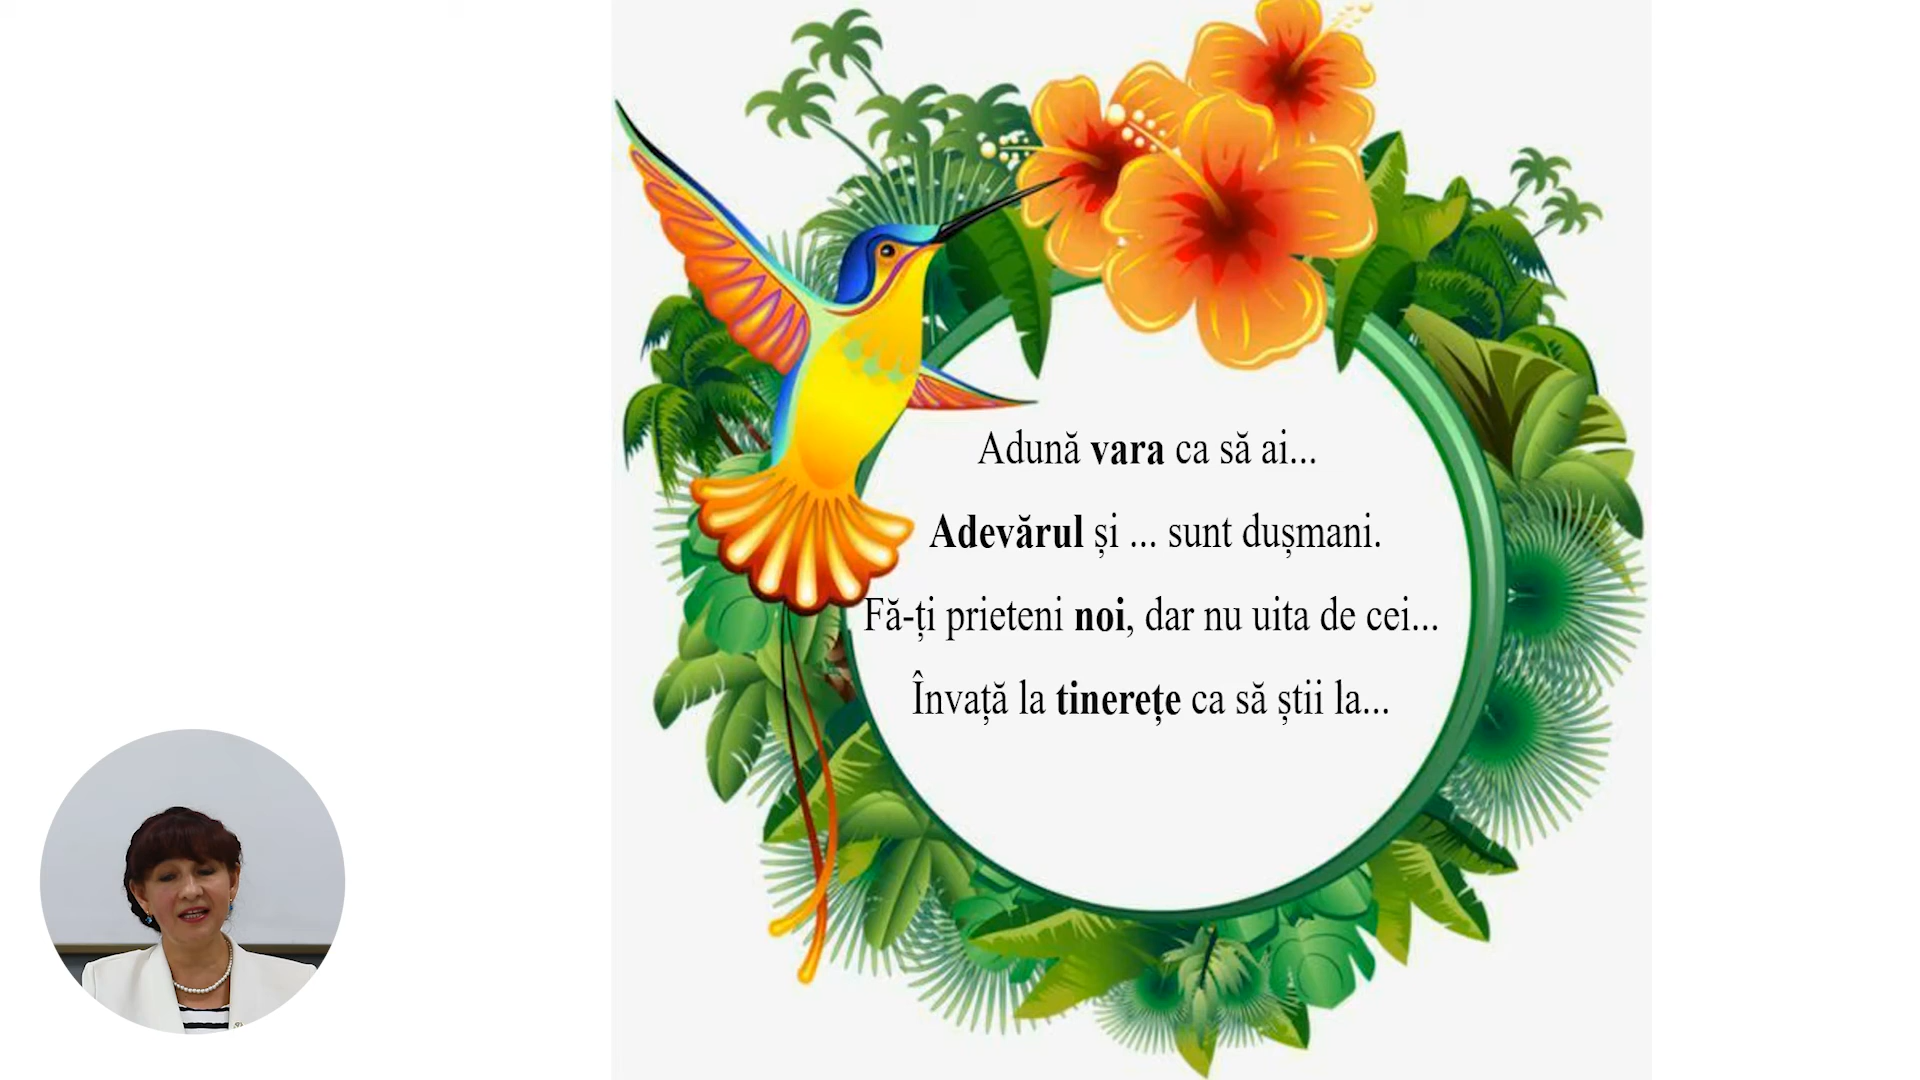 Adună vara ca să ai...
Adevărul și ... sunt dușmani.
Fă-ți prieteni noi, dar nu uita de cei...
Învață la tinerețe ca să știi la...